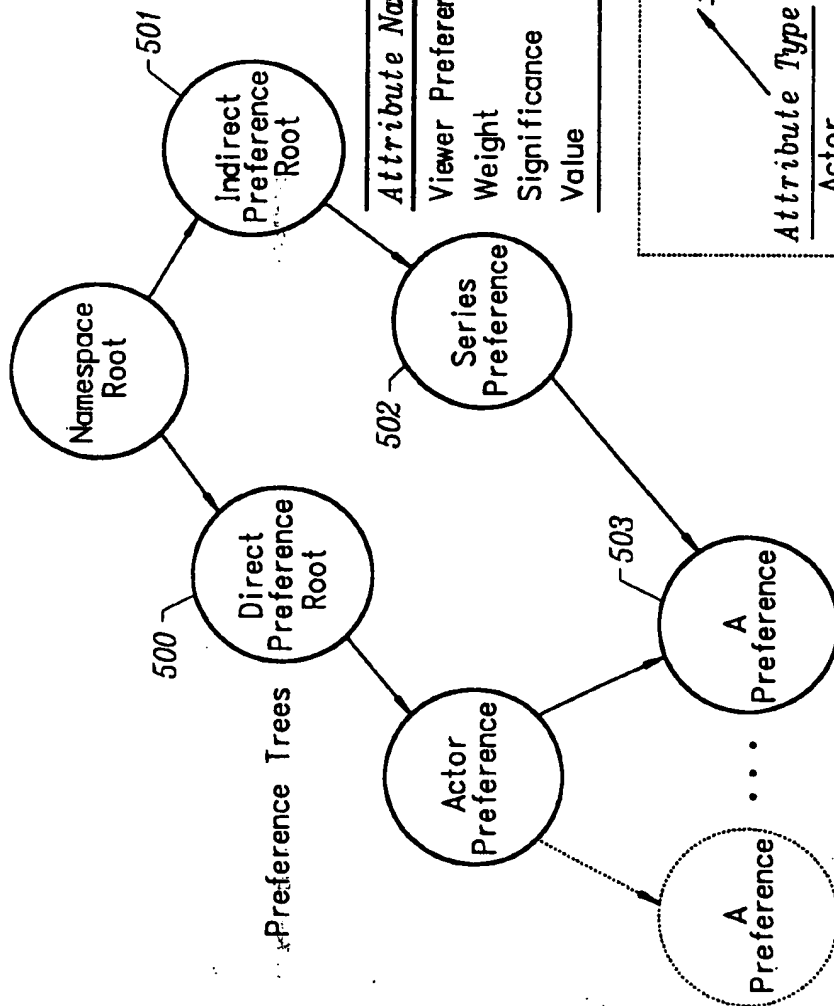 Preference Trees
Namespace
Root
500
Direct
Preference
Root
501
Indirect
Preference
Root
Actor
Preference
502
Series
Preference
A
Preference
503
A
Preference
Attribute
Viewer
Weight
Significance
Value
Attribute Type
Actor